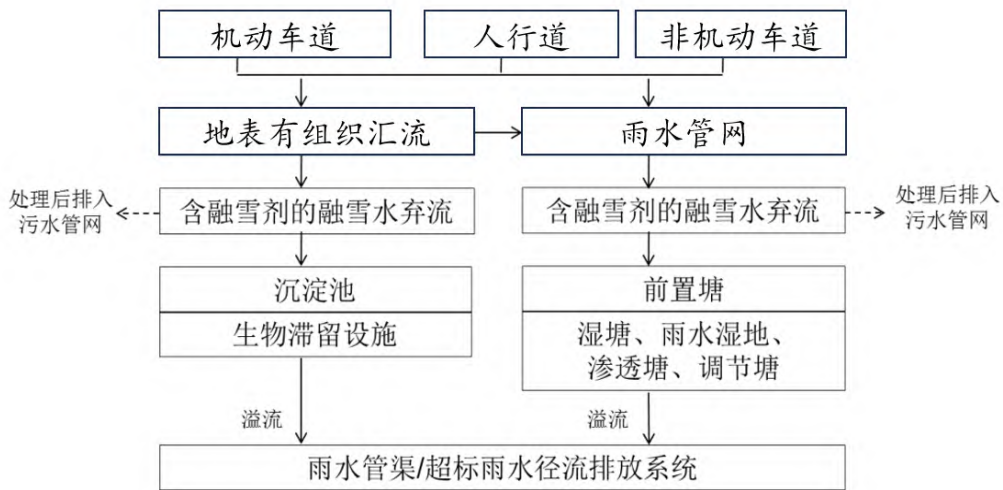 机动车道
人行道
非机动车道
地表有组织汇流
雨水管网
处理后排入
污水管网
含融雪剂的融雪水弃流
含融雪剂的融雪水弃流
处理后排入
污水管网
沉淀池
前置塘
生物滞留设施
湿塘、雨水湿地、
渗透塘、调节塘
溢流
溢流
雨水管渠/超标雨水径流排放系统